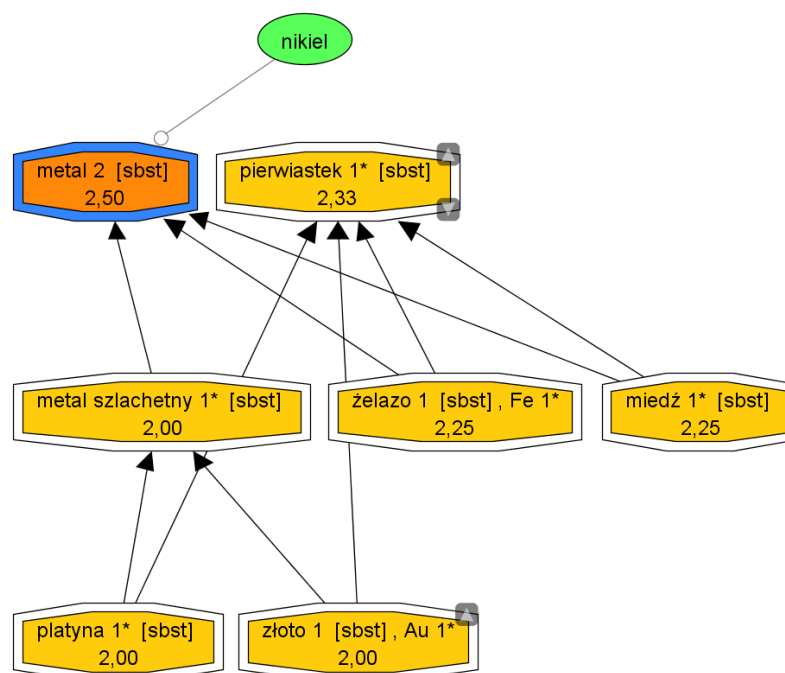 nikiel
metal 2 [sbst]
2,50
pierwiastek 1* [sbst]
2,33
metal szlachetny 1* [sbst]
2,00
żelazo 1 [sbst] , Fe 1*
2,25
miedź 1* [sbst]
2,25
platyna 1* [sbst]
2,00
złoto 1 [sbst] , Au 1*
2,00